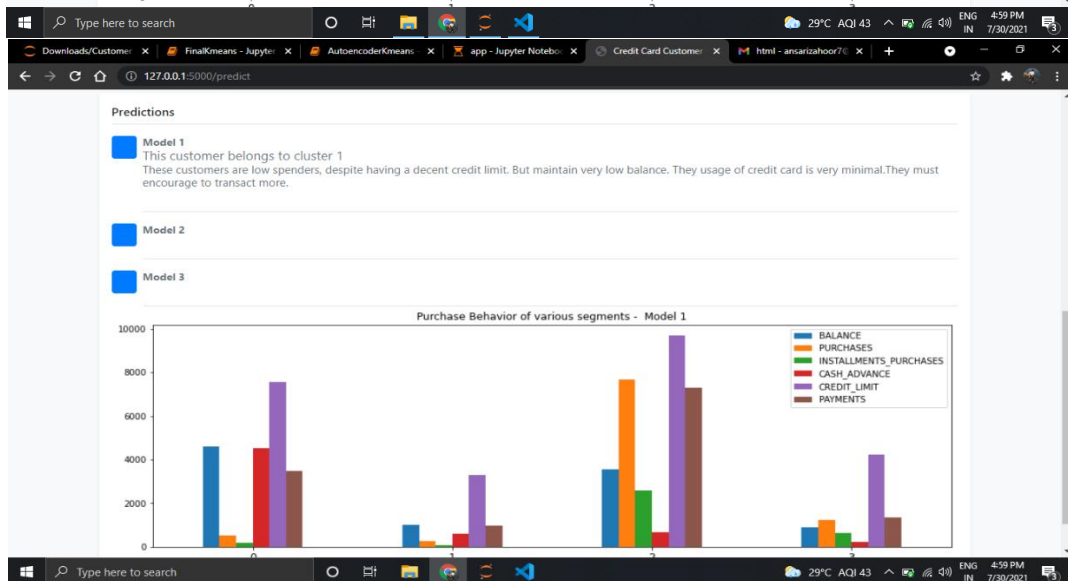 Type here to search
29°C AQI 43
ENG
IN
4:59 PM
7/30/2021
3
Downloads/Customer
FinalKmeans - Jupyter
AutoencoderKmeans -
app - Jupyter Noteboo
Credit Card Customer
html - ansarizahoor7
127.0.0.1:5000/predict
Predictions
Model 1
This customer belongs to cluster 1
These customers are low spenders, despite having a decent credit limit. But maintain very low balance. They usage of credit card is very minimal.They must
encourage to transact more.
Model 2
Model 3
Purchase Behavior of various segments - Model 1
10000
8000
6000
4000
2000
0
BALANCE
PURCHASES
INSTALLMENTS_PURCHASES
CASH_ADVANCE
CREDIT_LIMIT
PAYMENTS
Type here to search
29°C AQI 43
ENG
IN
4:59 PM
7/30/2021
3